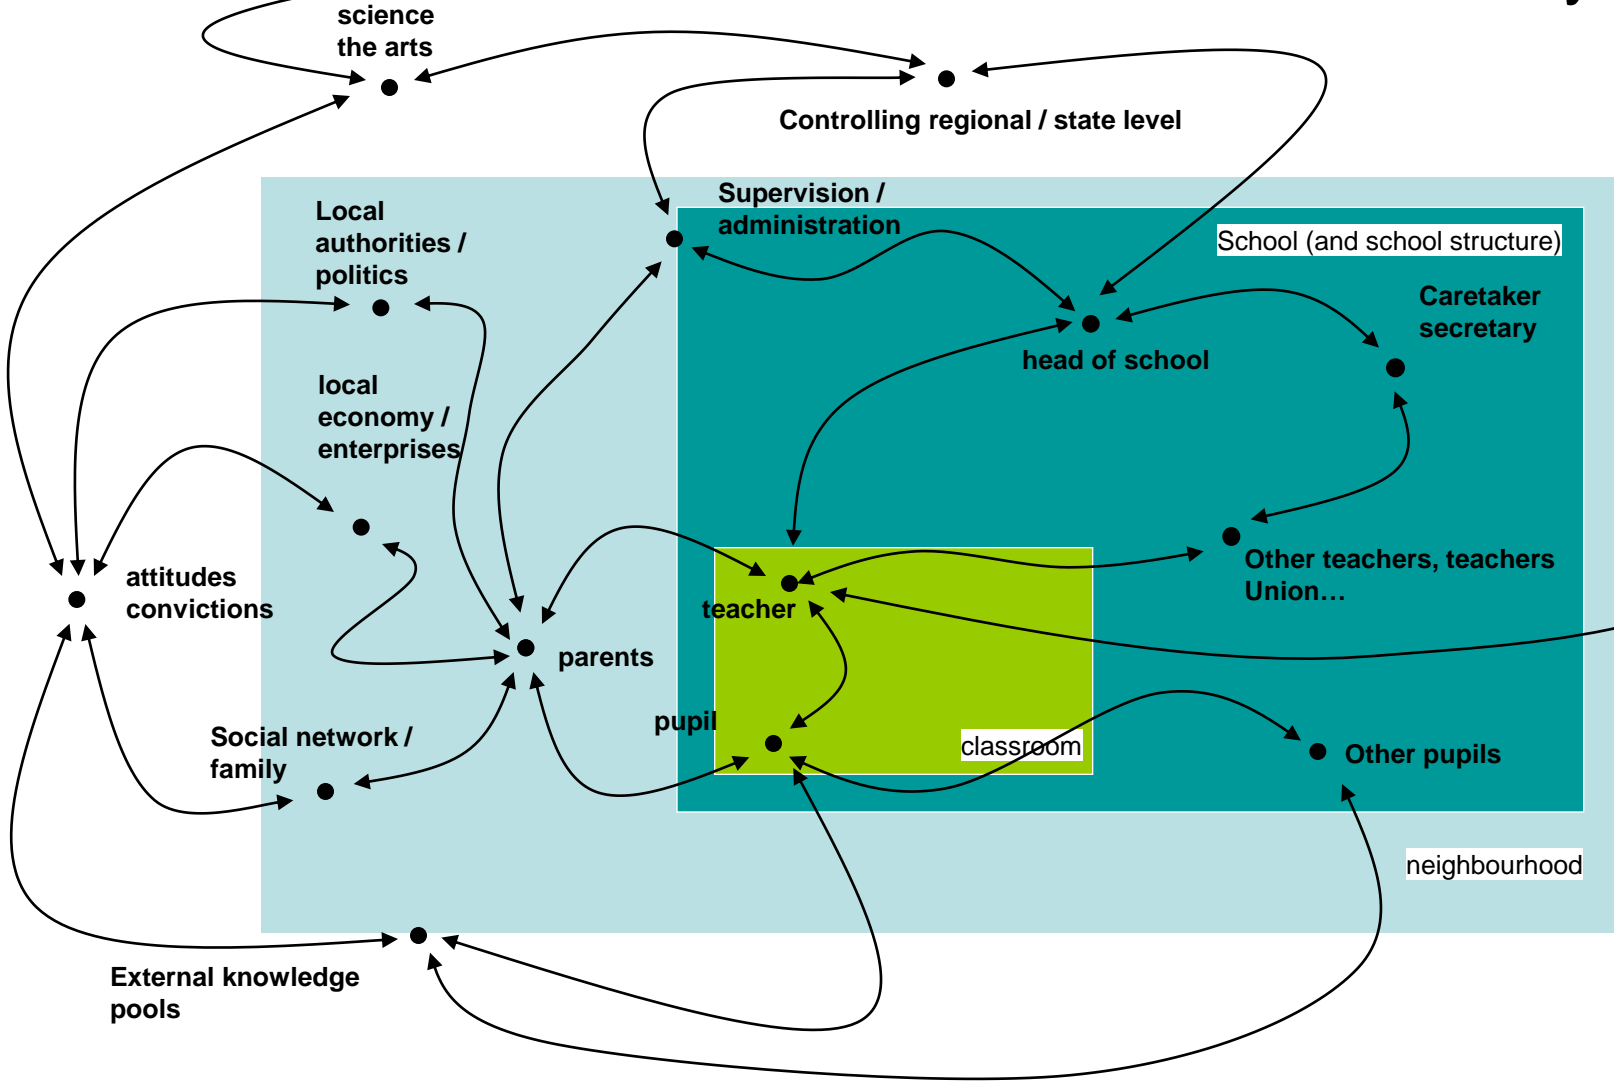 science
the arts
Controlling regional / state level
Supervision /
administration
Local
authorities /
politics
School (and school structure)
Caretaker
secretary
head of school
local
economy /
enterprises
attitudes
convictions
Other teachers, teachers
Union…
teacher
parents
pupil
classroom
Social network /
family
Other pupils
neighbourhood
External knowledge
pools